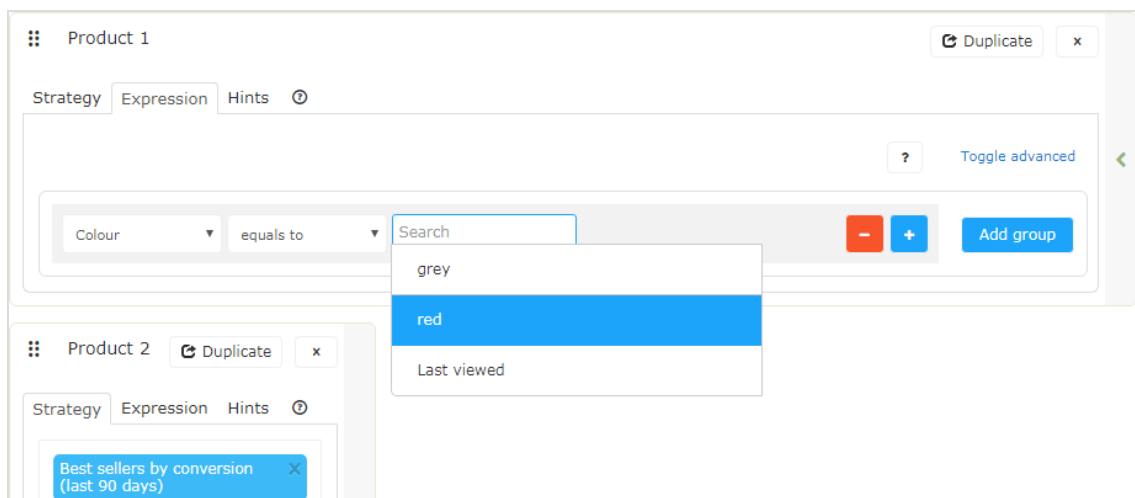 Product 1
Duplicate
x
Strategy
Expression
Hints
?
?
Toggle advanced
Colour
equals to
Search
-
+
Add group
grey
red
Last viewed
Product 2
Duplicate
x
Strategy
Expression
Hints
?
Best sellers by conversion
(last 90 days)
x